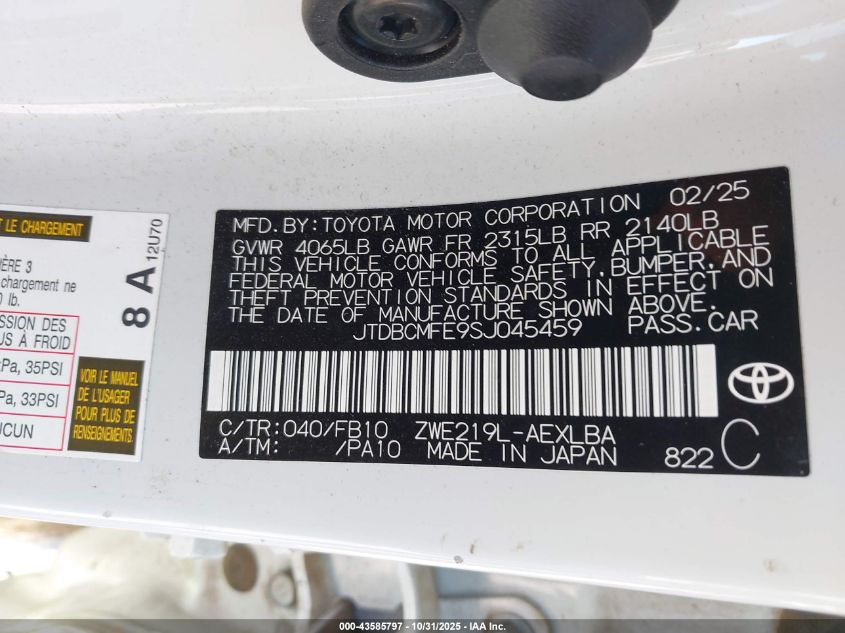 T LE CHARGEMENT
ÈRE 3
chargement ne
lb.
SSION DES
US À FROID
Pa, 35PSI
Pa, 33PSI
UCUN
8 A
12U70
VOIR LE MANUEL
DE L'USAGER
POUR PLUS DE
RENSEIGNEMENTS.
MFD. BY: TOYOTA MOTOR CORPORATION 02/25
GVWR 4065LB GAWR FR 2315LB RR 2140LB
THIS VEHICLE CONFORMS TO ALL APPLICABLE
FEDERAL MOTOR VEHICLE SAFETY, BUMPER, AND
THEFT PREVENTION STANDARDS IN EFFECT ON
THE DATE OF MANUFACTURE SHOWN ABOVE.
JTDBCMFE9SJ045459 PASS.CAR
C/TR: 040/FB10 ZWE219L-AEXLBA
A/TM: /PA10 MADE IN JAPAN 822 C
000-43585797 - 10/31/2025 - IAA Inc.